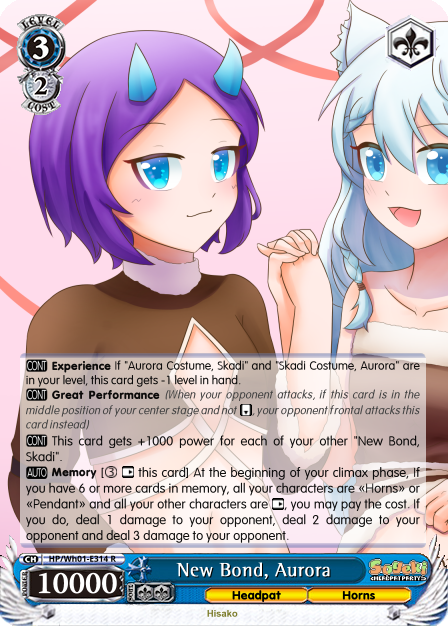 LEVEL
3
2
COST
CONT Experience If "Aurora Costume, Skadi" and "Skadi Costume, Aurora" are
in your level, this card gets -1 level in hand.
CONT Great Performance (When your opponent attacks, if this card is in the
middle position of your center stage and not , your opponent frontal attacks this
card instead)
CONT This card gets +1000 power for each of your other "New Bond,
Skadi".
AUTO Memory [③ this card] At the beginning of your climax phase, If
you have 6 or more cards in memory, all your characters are «Horns» or
«Pendant» and all your other characters are , you may pay the cost. If
you do, deal 1 damage to your opponent, deal 2 damage to your
opponent and deal 3 damage to your opponent.
CH HP/Wh01-E314 R
POWER 10000 SOUL New Bond, Aurora
Headpat Horns
Hisako